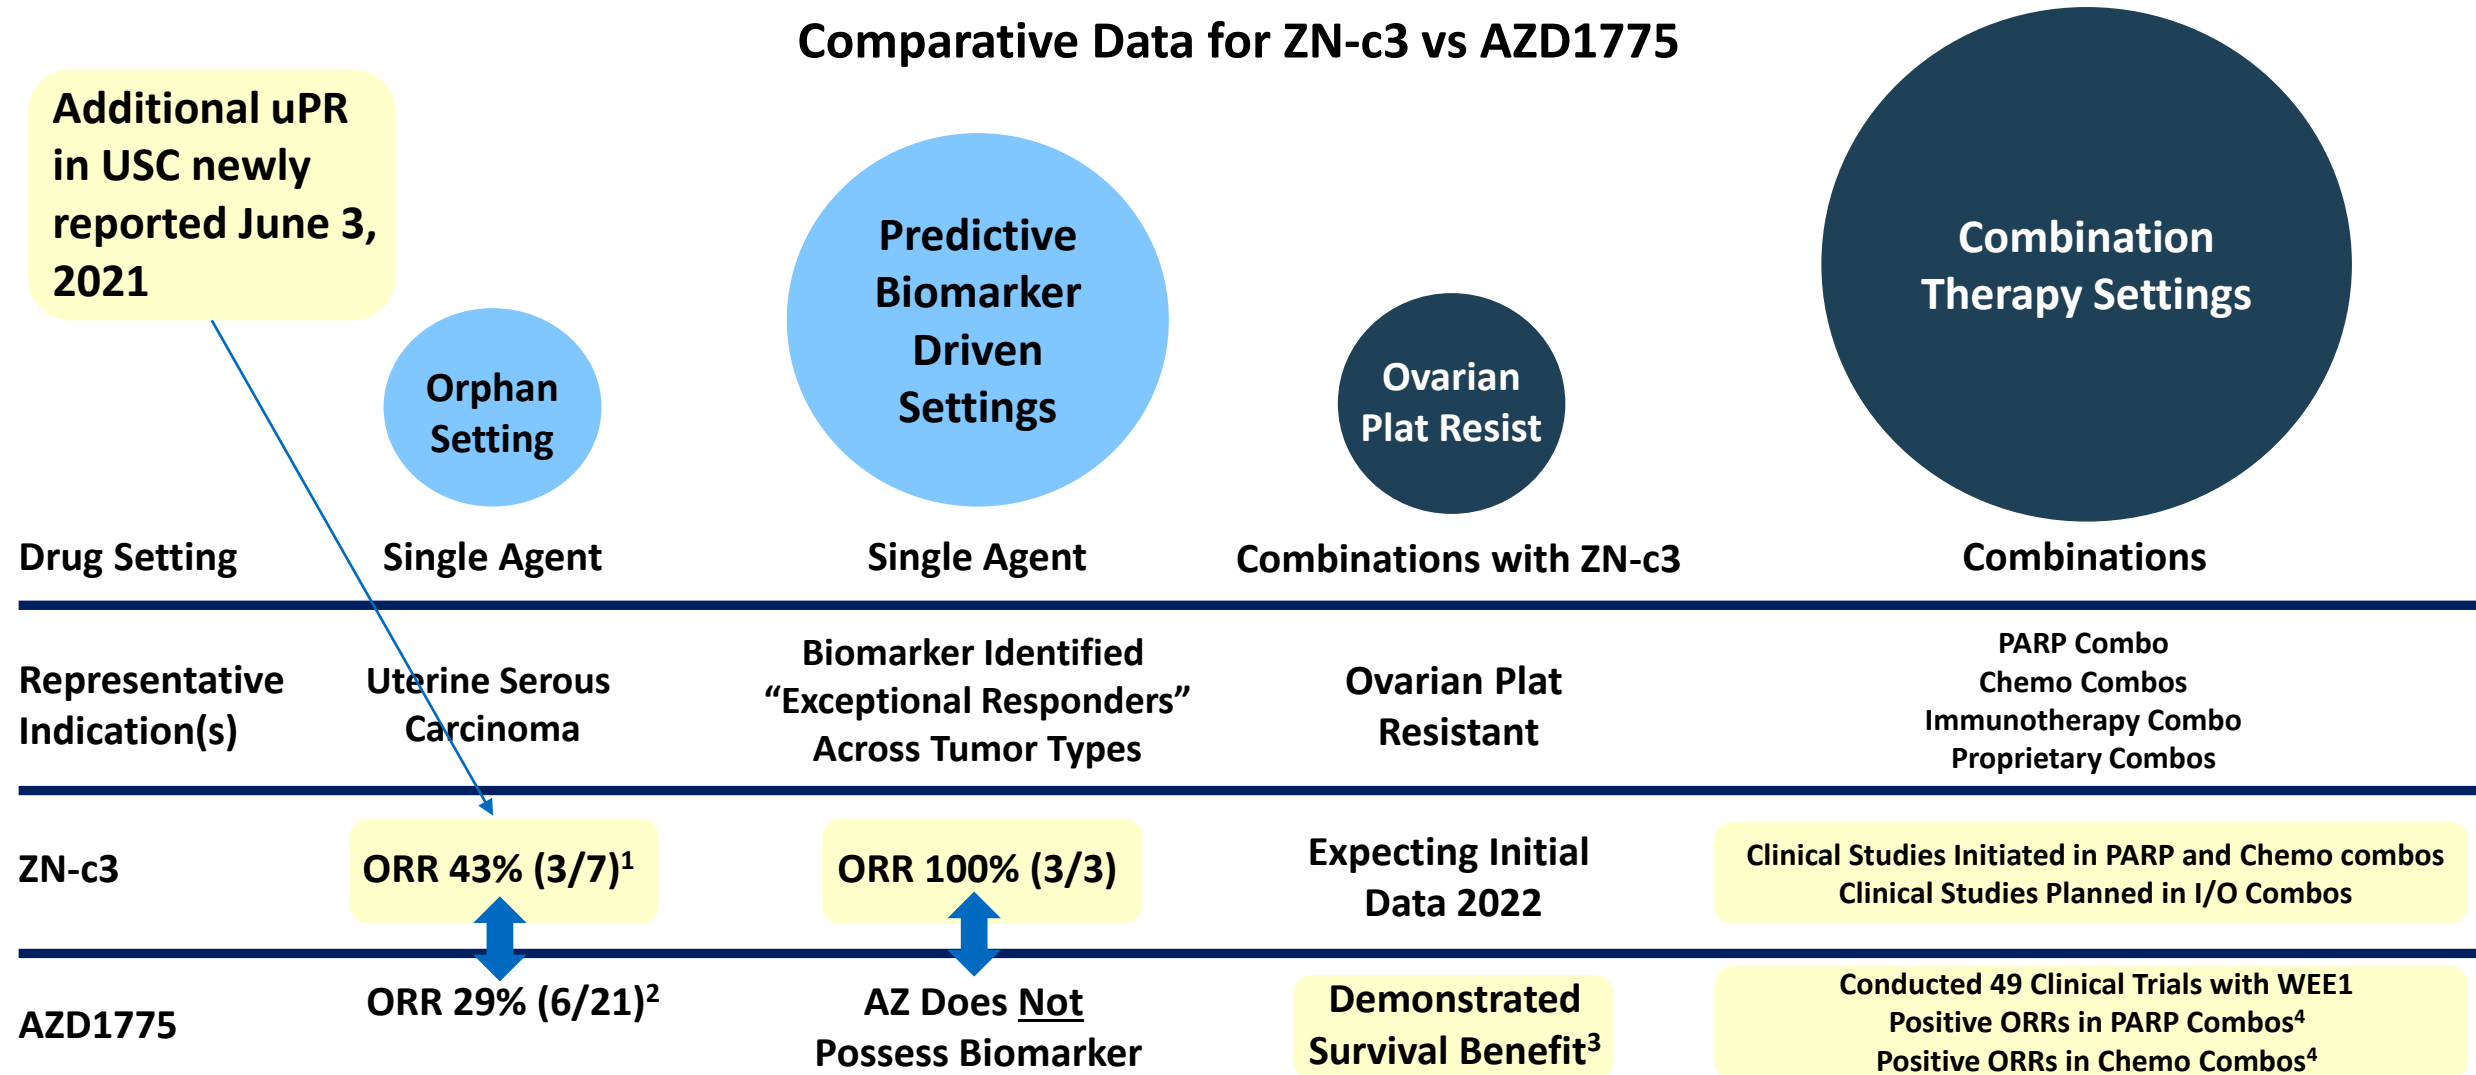 Comparative Data for ZN-c3 vs AZD1775
Additional uPR
in USC newly
reported June 3,
2021
Orphan
Setting
Predictive
Biomarker
Driven
Settings
Ovarian
Plat Resist
Combination
Therapy Settings
Drug Setting
Single Agent
Single Agent
Combinations with ZN-c3
Combinations
Representative
Indication(s)
Uterine Serous
Carcinoma
Biomarker Identified
“Exceptional Responders”
Across Tumor Types
Ovarian Plat
Resistant
PARP Combo
Chemo Combos
Immunotherapy Combo
Proprietary Combos
ZN-c3
ORR 43% (3/7)¹
ORR 100% (3/3)
Expecting Initial
Data 2022
Clinical Studies Initiated in PARP and Chemo combos
Clinical Studies Planned in I/O Combos
AZD1775
ORR 29% (6/21)²
AZ Does Not
Possess Biomarker
Demonstrated
Survival Benefit³
Conducted 49 Clinical Trials with WEE1
Positive ORRs in PARP Combos⁴
Positive ORRs in Chemo Combos⁴